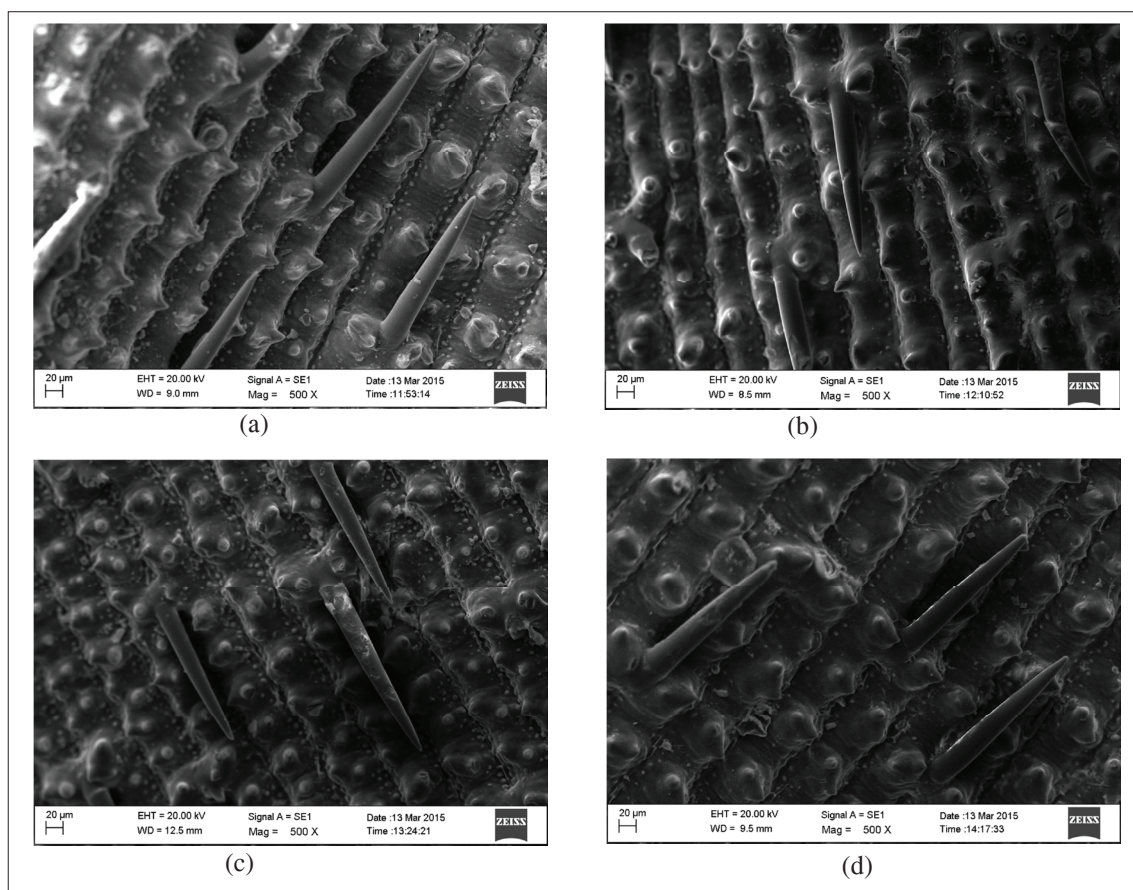 20 µm
EHT = 20.00 kV
WD = 9.0 mm
Signal A = SE1
Mag = 500 X
Date :13 Mar 2015
Time :11:53:14
ZEISS
(a)
20 µm
EHT = 20.00 kV
WD = 8.5 mm
Signal A = SE1
Mag = 500 X
Date :13 Mar 2015
Time :12:10:52
ZEISS
(b)
20 µm
EHT = 20.00 kV
WD = 12.5 mm
Signal A = SE1
Mag = 500 X
Date :13 Mar 2015
Time :13:24:21
ZEISS
(c)
20 µm
EHT = 20.00 kV
WD = 9.5 mm
Signal A = SE1
Mag = 500 X
Date :13 Mar 2015
Time :14:17:33
ZEISS
(d)